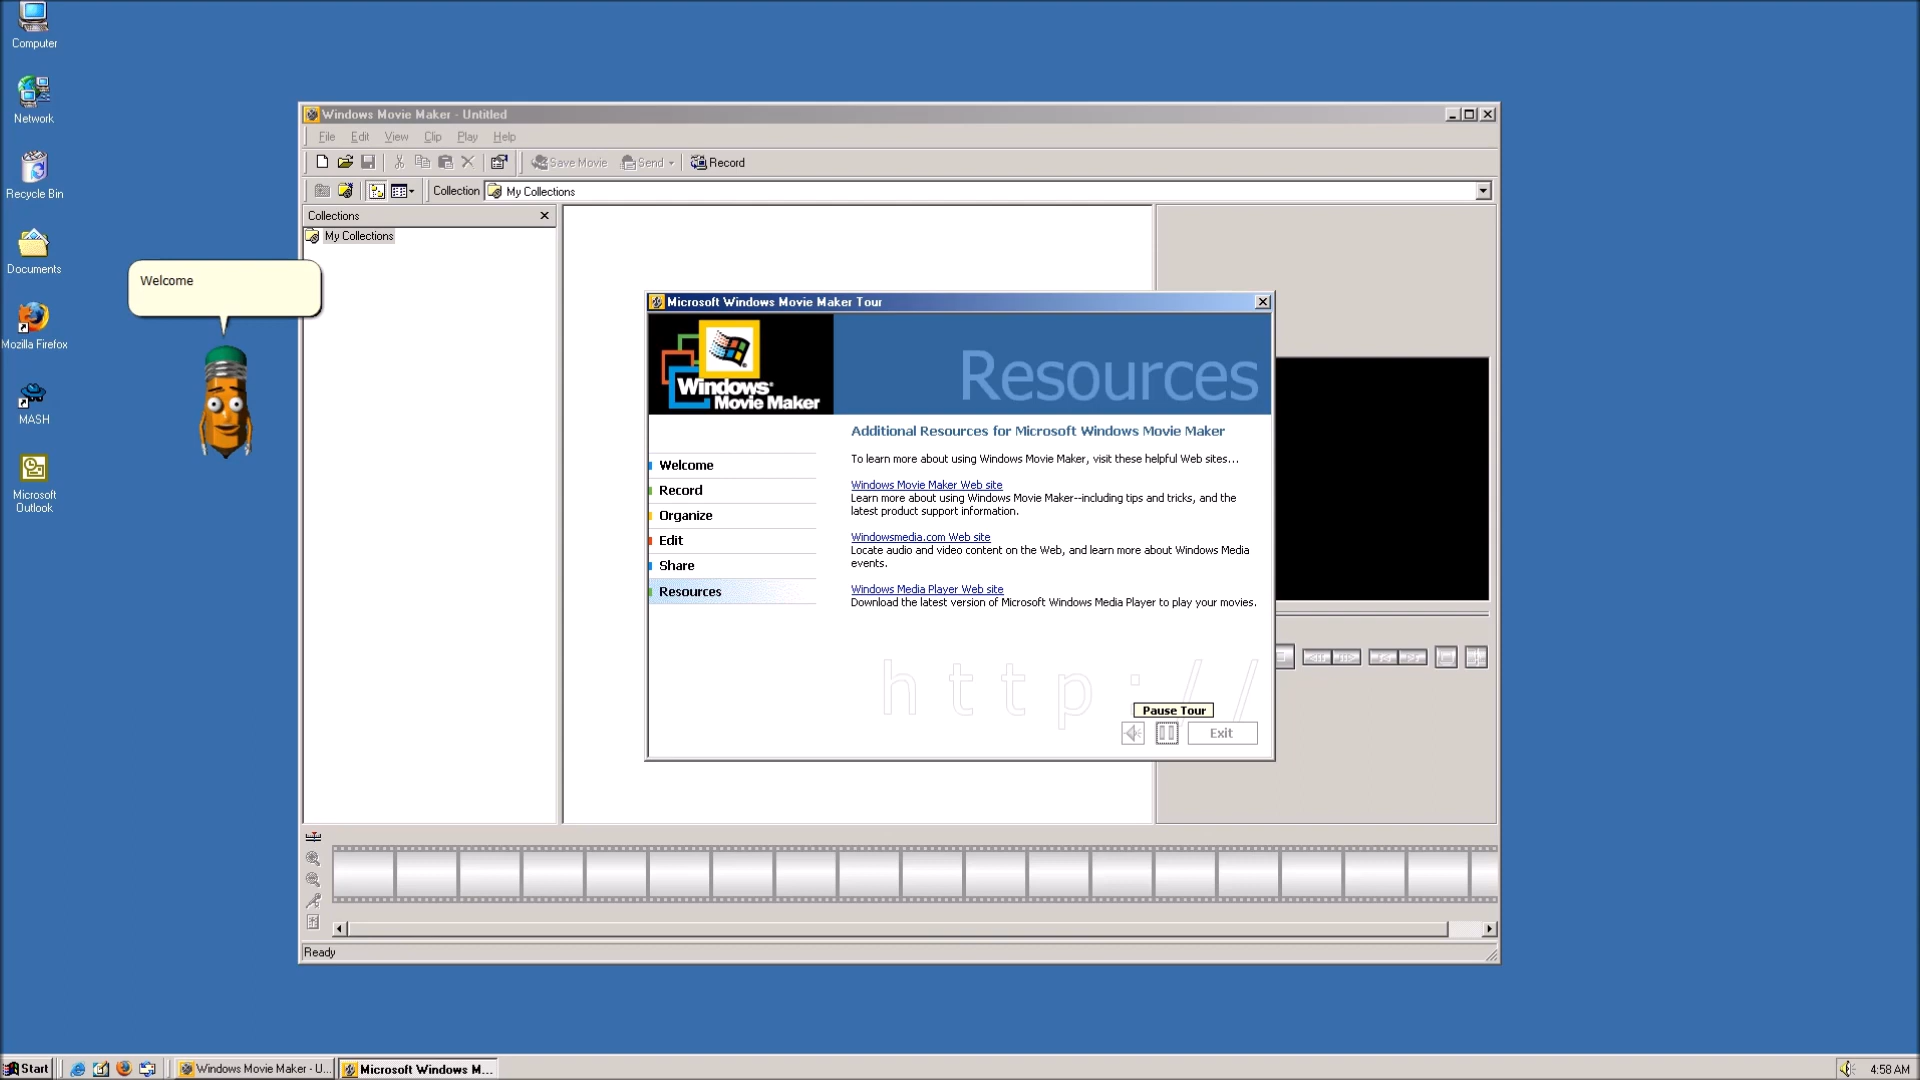 Computer
Network
Recycle Bin
Documents
Mozilla Firefox
MASH
Microsoft
Outlook
Welcome
Windows Movie Maker - Untitled
File Edit View Clip Play Help
Save Movie Send Record
Collection My Collections
Collections
My Collections
Microsoft Windows Movie Maker Tour
Windows
Movie Maker
Resources
Welcome
Record
Organize
Edit
Share
Resources
Additional Resources for Microsoft Windows Movie Maker
To learn more about using Windows Movie Maker, visit these helpful Web sites...
Windows Movie Maker Web site
Learn more about using Windows Movie Maker--including tips and tricks, and the
latest product support information.
Windowsmedia.com Web site
Locate audio and video content on the Web, and learn more about Windows Media
events.
Windows Media Player Web site
Download the latest version of Microsoft Windows Media Player to play your movies.
http://
Pause Tour
Exit
Ready
Start Windows Movie Maker - U... Microsoft Windows M... 4:58 AM